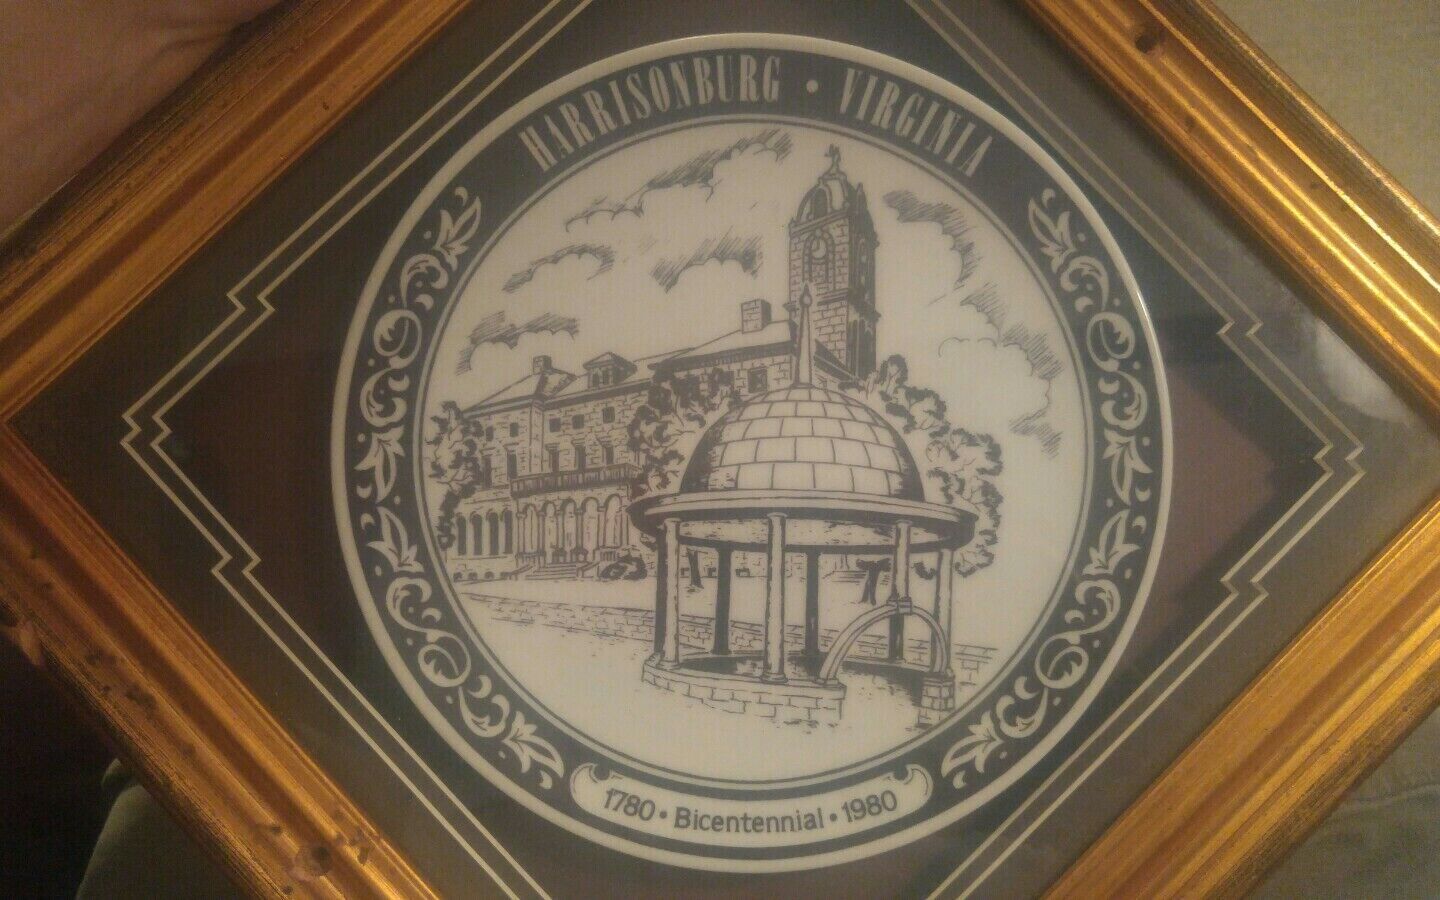 HARRISONBURG • VIRGINIA
1780 • Bicentennial • 1980